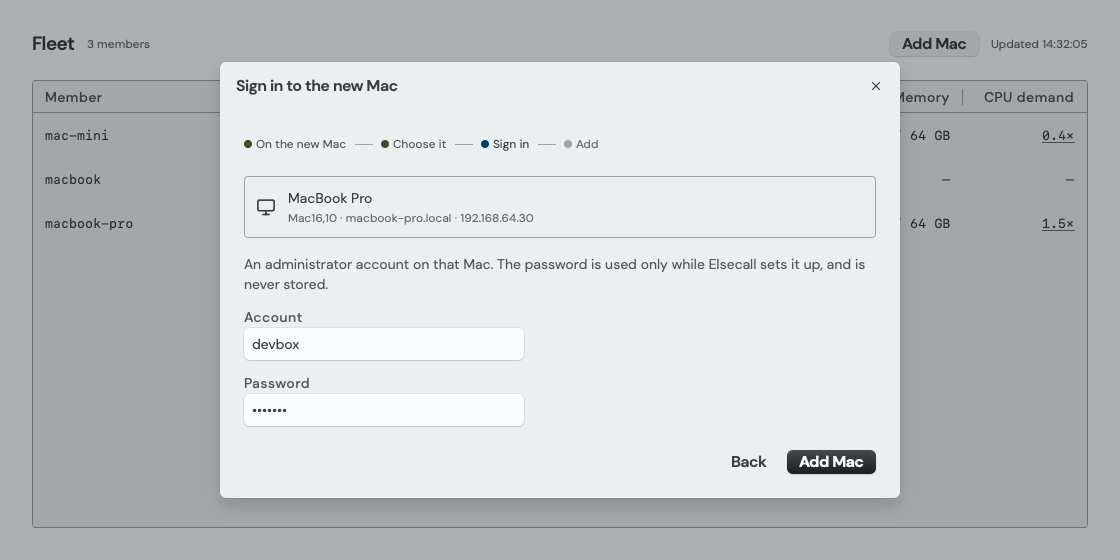 Fleet 3 members Add Mac Updated 14:32:05
Sign in to the new Mac
Member Memory CPU demand
On the new Mac Choose it Sign in Add
mac-mini 64 GB 0.4×
macbook – –
macbook-pro 64 GB 1.5×
MacBook Pro
Mac16,10 · macbook-pro.local · 192.168.64.30
An administrator account on that Mac. The password is used only while Elsecall sets it up, and is
never stored.
Account
devbox
Password
•••••••
Back Add Mac